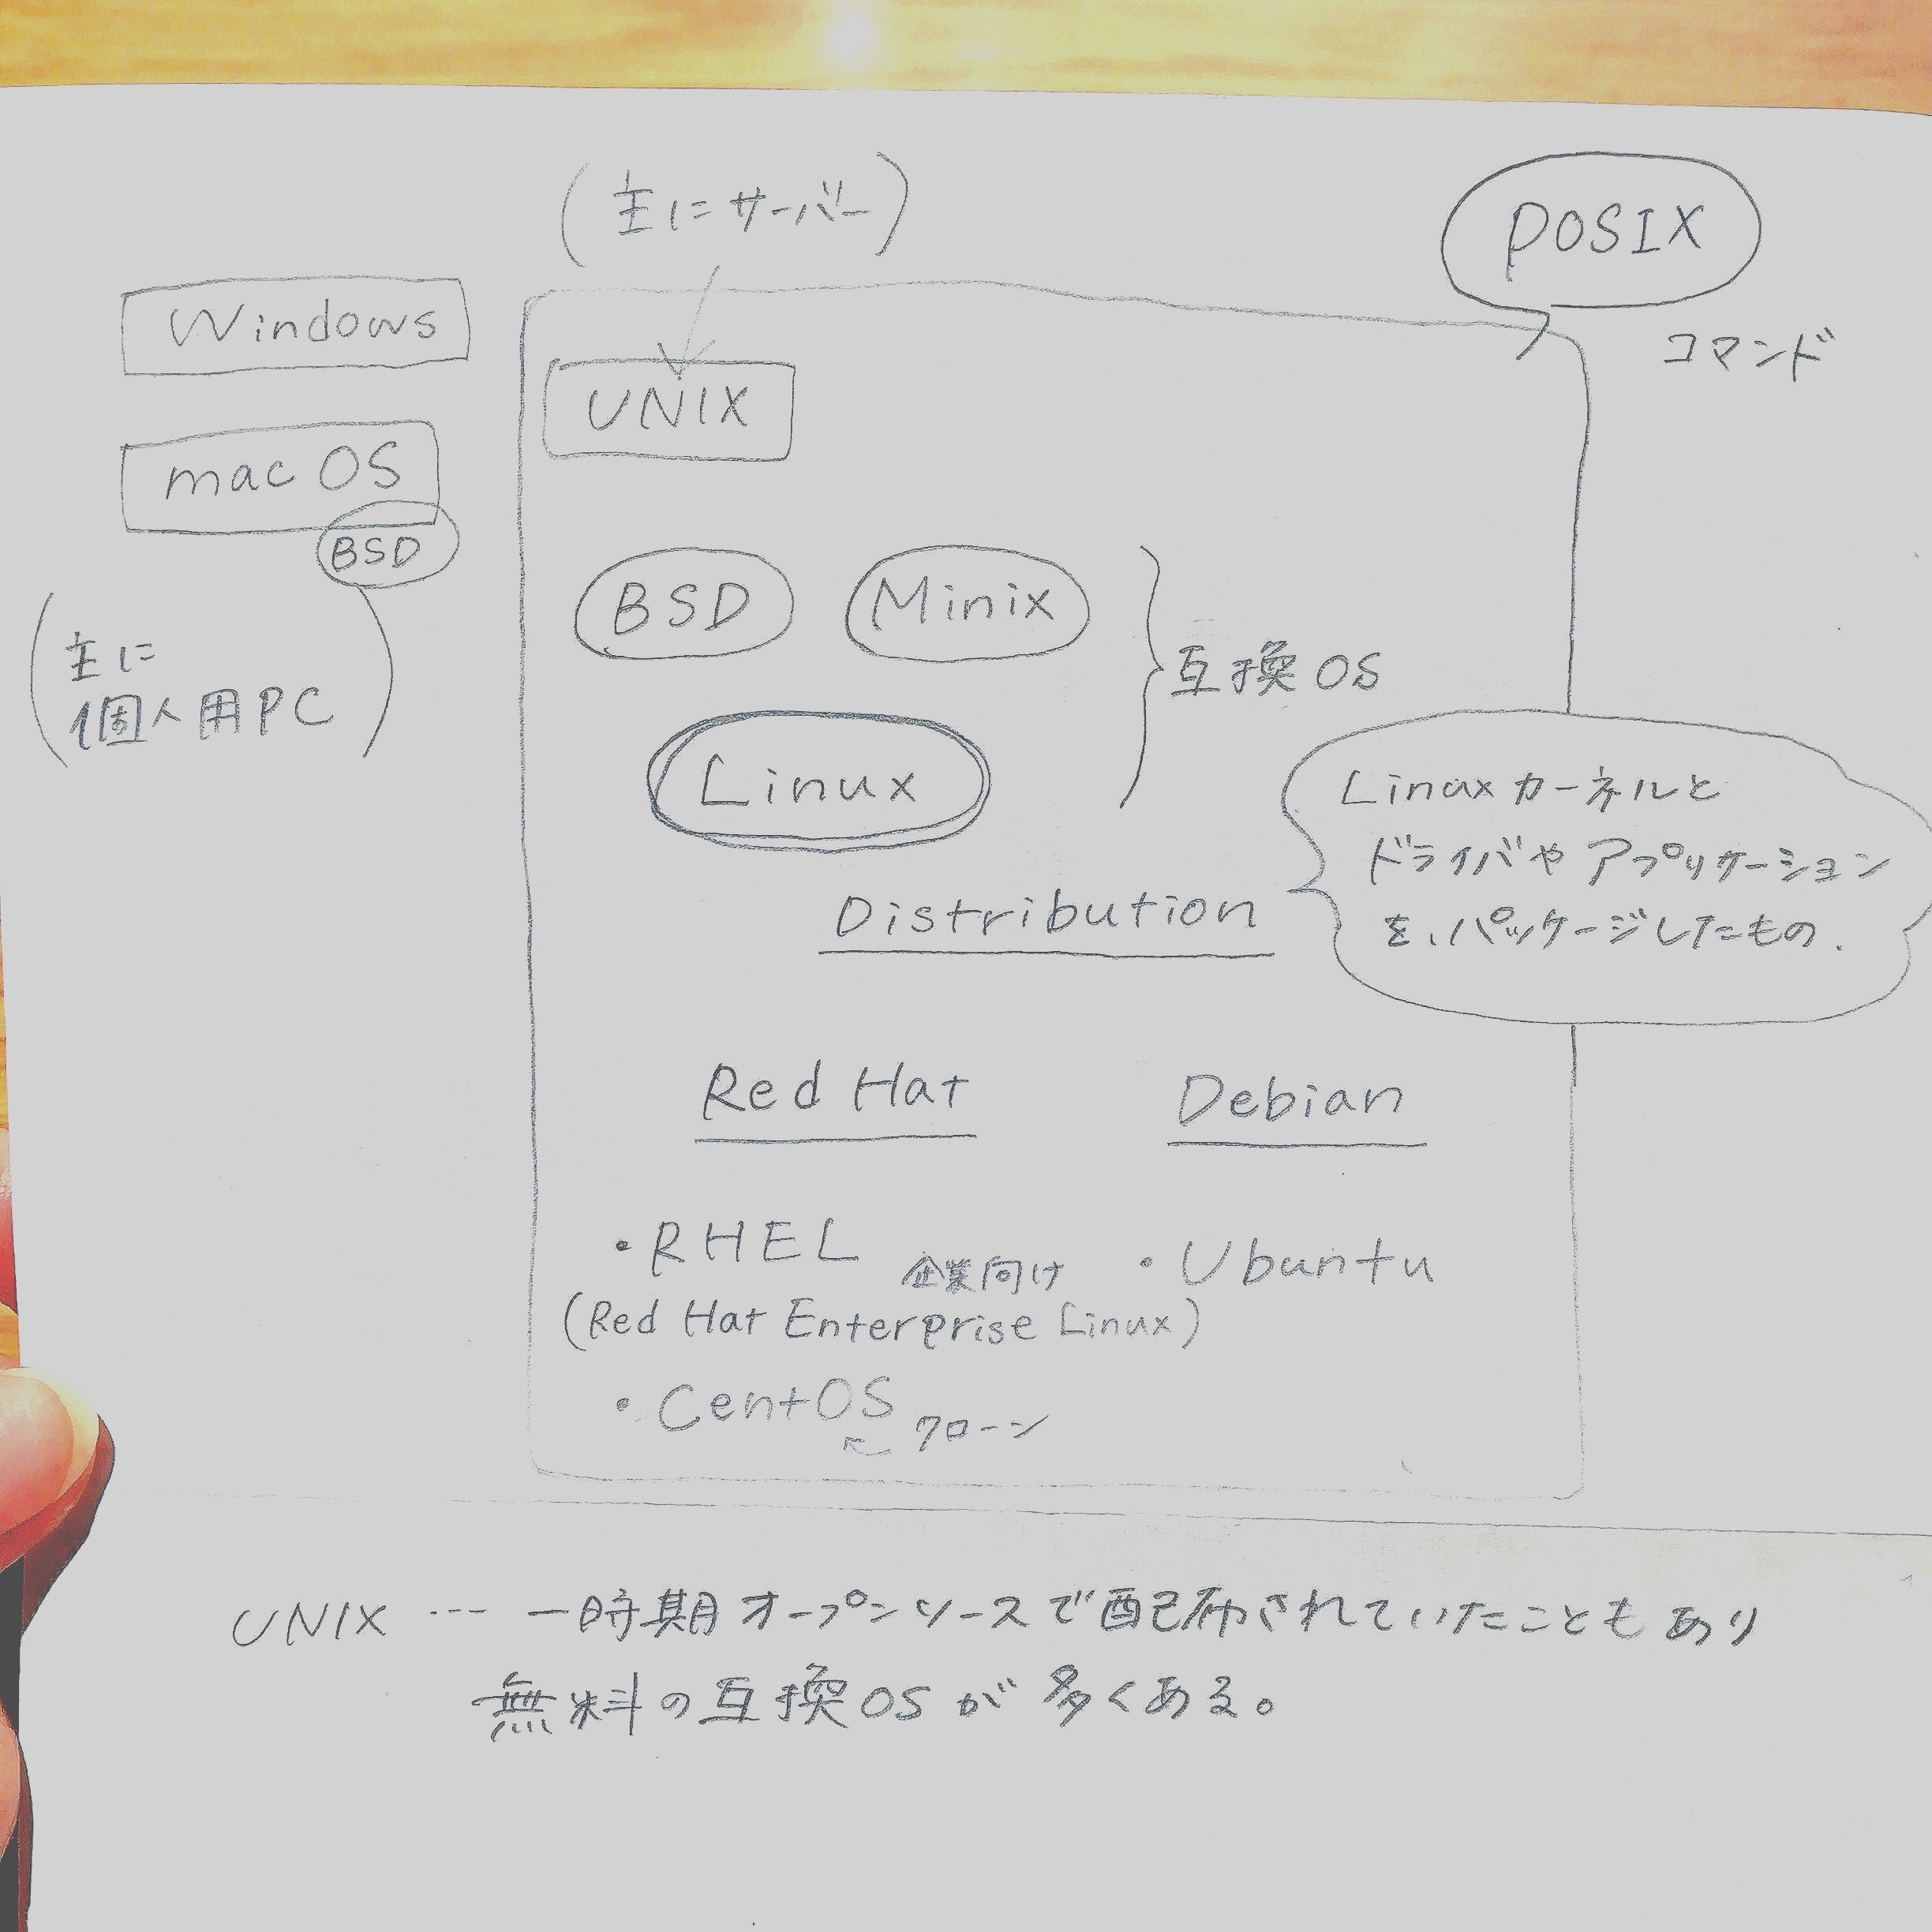 (主にサーバー)
POSIX
コマンド
Windows
UNIX
mac OS
BSD
(主に
個人用PC)
BSD
Minix
互換OS
Linux
Linuxカーネルと
ドライバやアプリケーション
を、パッケージしたもの.
Distribution
Red Hat
Debian
・RHEL 企業向け
(Red Hat Enterprise Linux)
・Ubuntu
・CentOS クローン
UNIX … 一時期オープンソースで配布されていたこともあり
無料の互換OSが多くある。